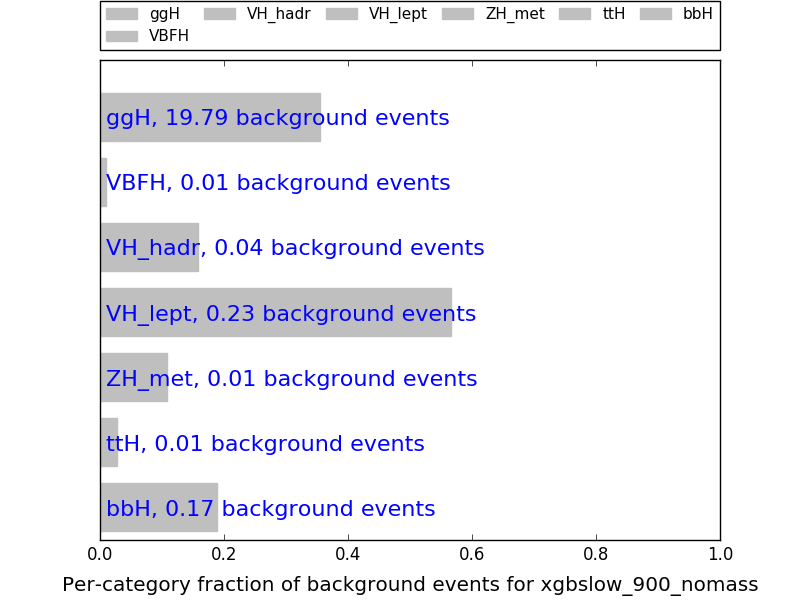 ggH VH_hadr VH_lept ZH_met ttH bbH
VBFH
ggH, 19.79 background events
VBFH, 0.01 background events
VH_hadr, 0.04 background events
VH_lept, 0.23 background events
ZH_met, 0.01 background events
ttH, 0.01 background events
bbH, 0.17 background events
0.0 0.2 0.4 0.6 0.8 1.0
Per-category fraction of background events for xgbslow_900_nomass